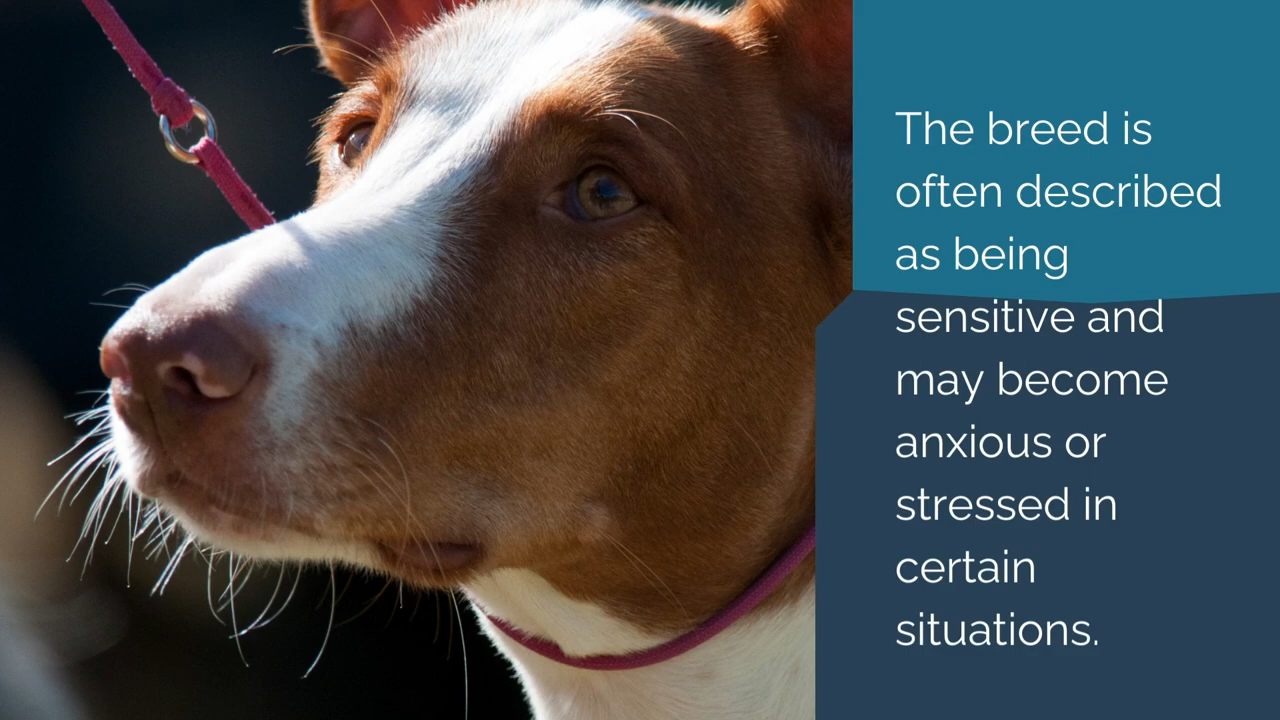 The breed is
often described
as being
sensitive and
may become
anxious or
stressed in
certain
situations.